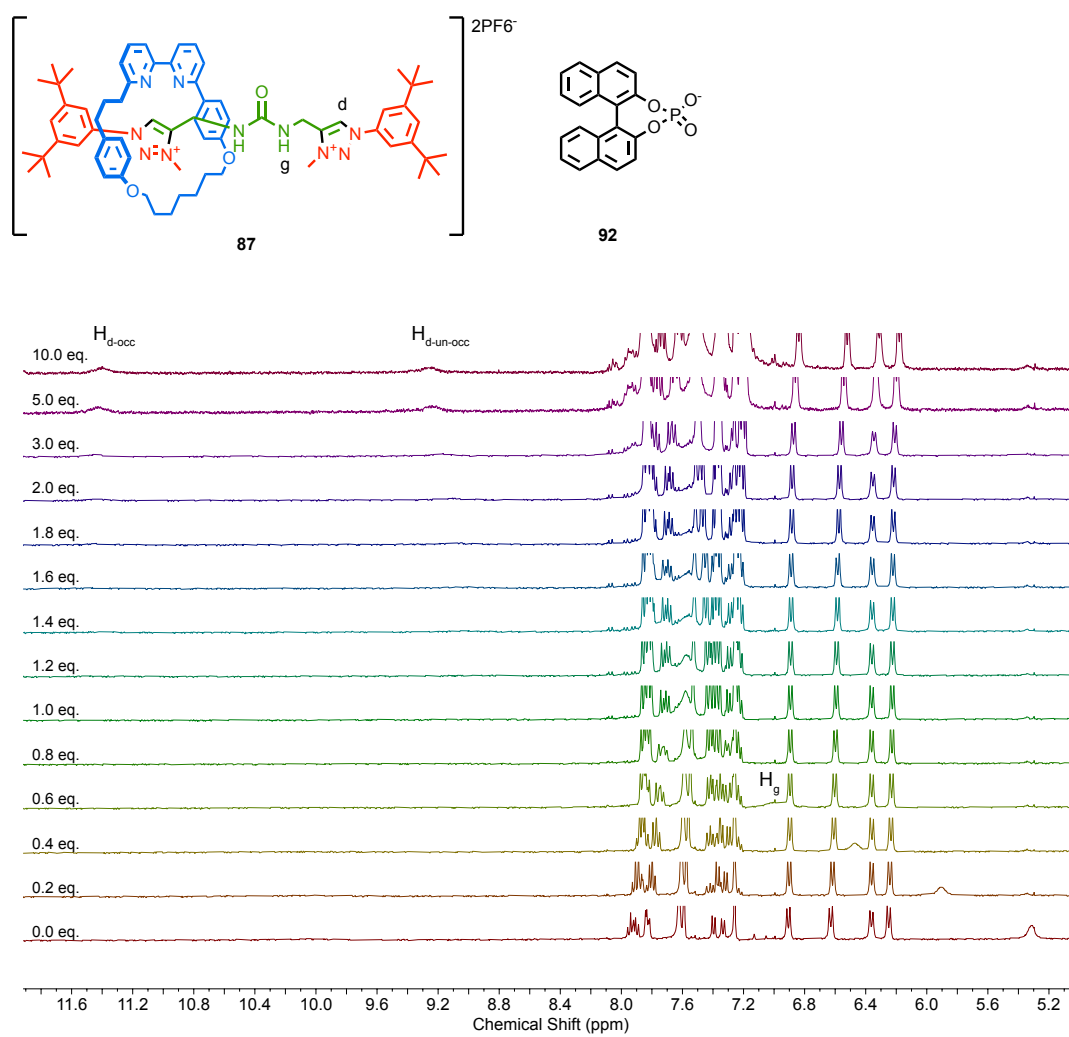 2PF6-
O
N N
d
N
H
N
H
g
N
N
N+
N+
N
N
O
O
O
O-
P
O
O
87
92
Hd-occ
Hd-un-occ
10.0 eq.
5.0 eq.
3.0 eq.
2.0 eq.
1.8 eq.
1.6 eq.
1.4 eq.
1.2 eq.
1.0 eq.
0.8 eq.
Hg
0.6 eq.
0.4 eq.
0.2 eq.
0.0 eq.
11.6 11.2 10.8 10.4 10.0 9.6 9.2 8.8 8.4 8.0 7.6 7.2 6.8 6.4 6.0 5.6 5.2
Chemical Shift (ppm)